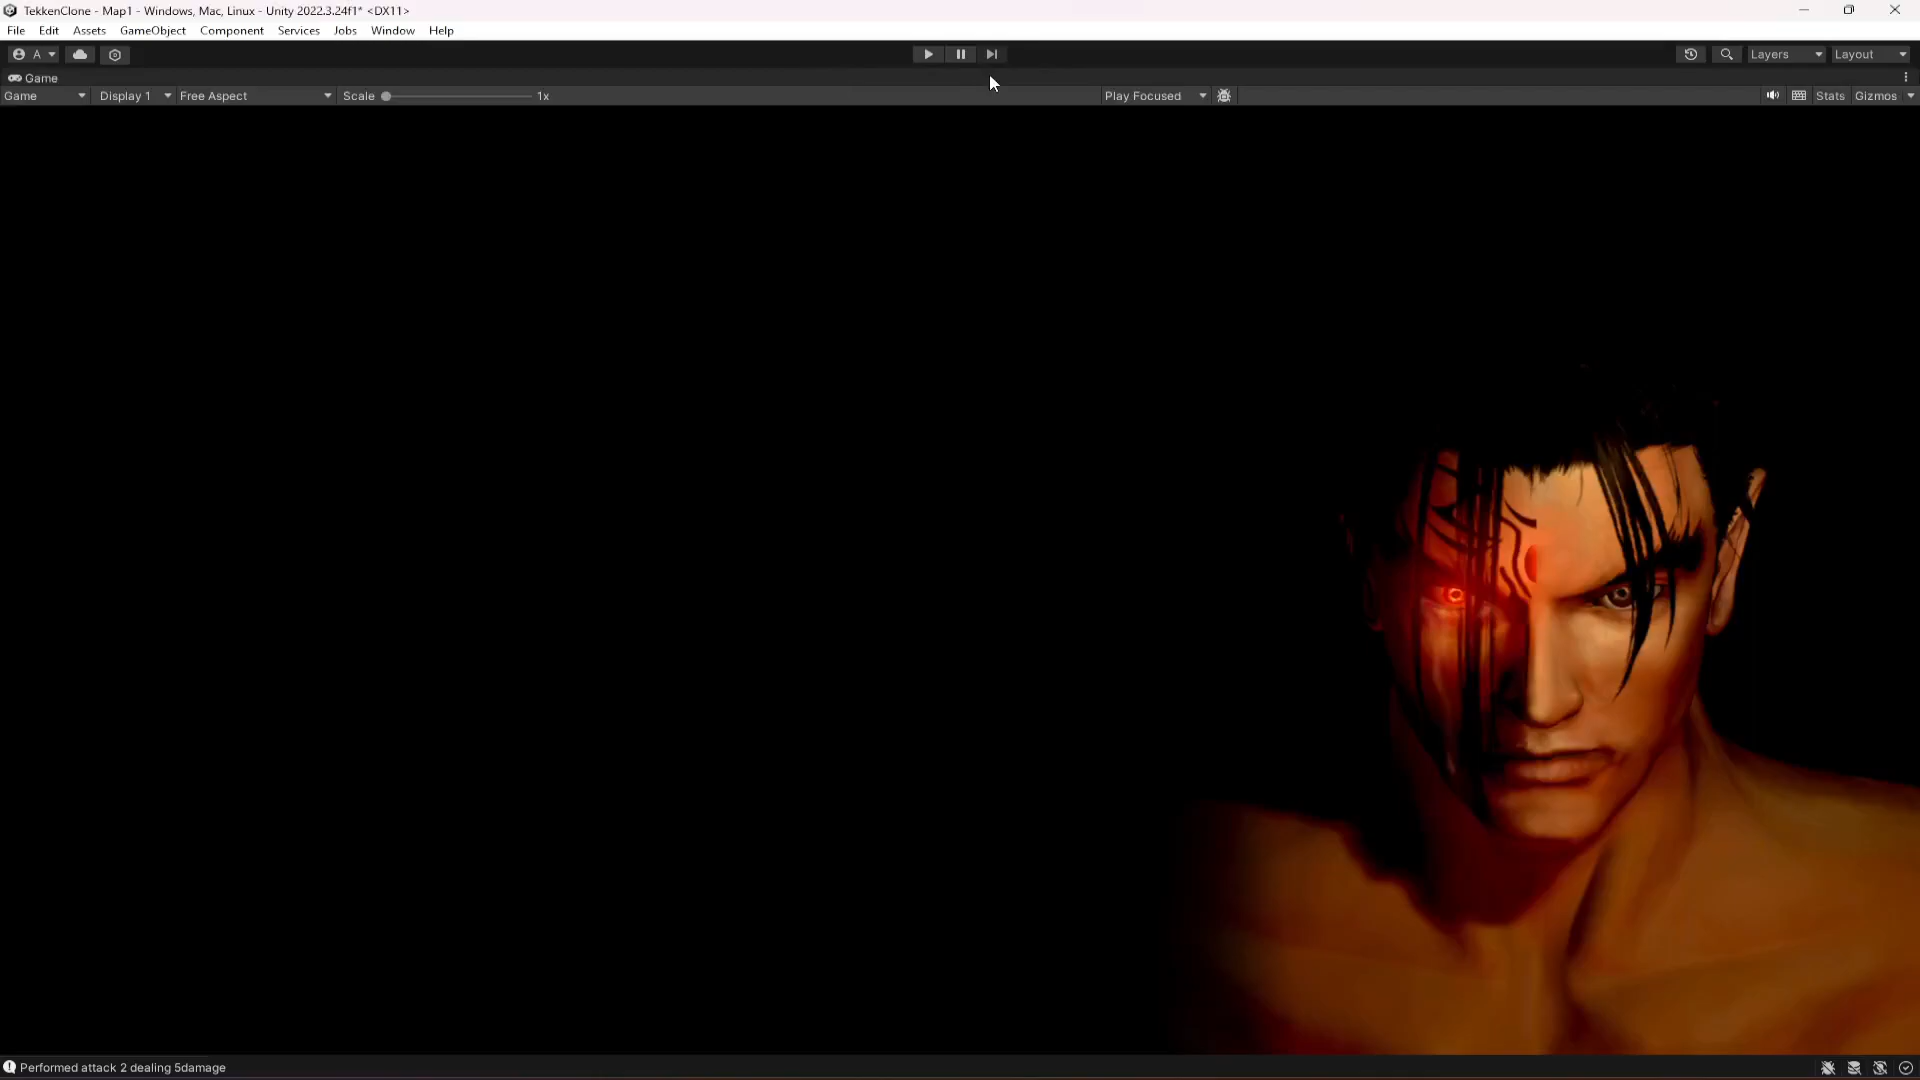 TekkenClone - Map1 - Windows, Mac, Linux - Unity 2022.3.24f1* <DX11>
File Edit Assets GameObject Component Services Jobs Window Help
A Layers Layout
Game
Game Display 1 Free Aspect Scale 1x Play Focused Stats Gizmos
Performed attack 2 dealing 5damage